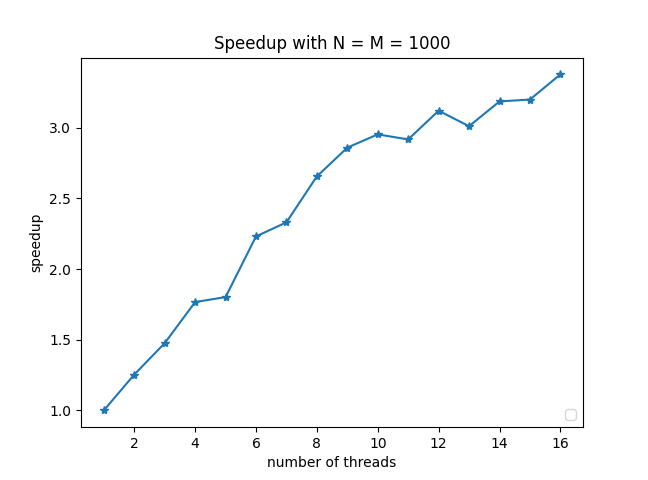 Speedup with N = M = 1000
speedup
3.0
2.5
2.0
1.5
1.0
2 4 6 8 10 12 14 16
number of threads